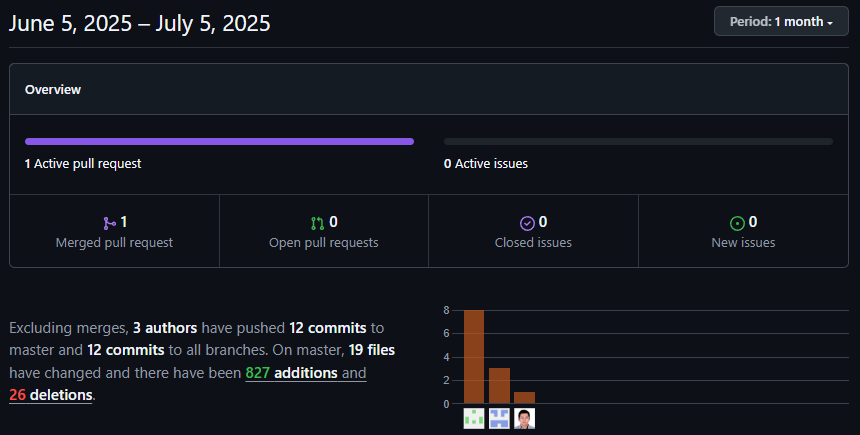 June 5, 2025 – July 5, 2025
Period: 1 month
Overview
1 Active pull request
0 Active issues
1
Merged pull request
0
Open pull requests
0
Closed issues
0
New issues
Excluding merges, 3 authors have pushed 12 commits to
master and 12 commits to all branches. On master, 19 files
have changed and there have been 827 additions and
26 deletions.
8
6
4
2
0